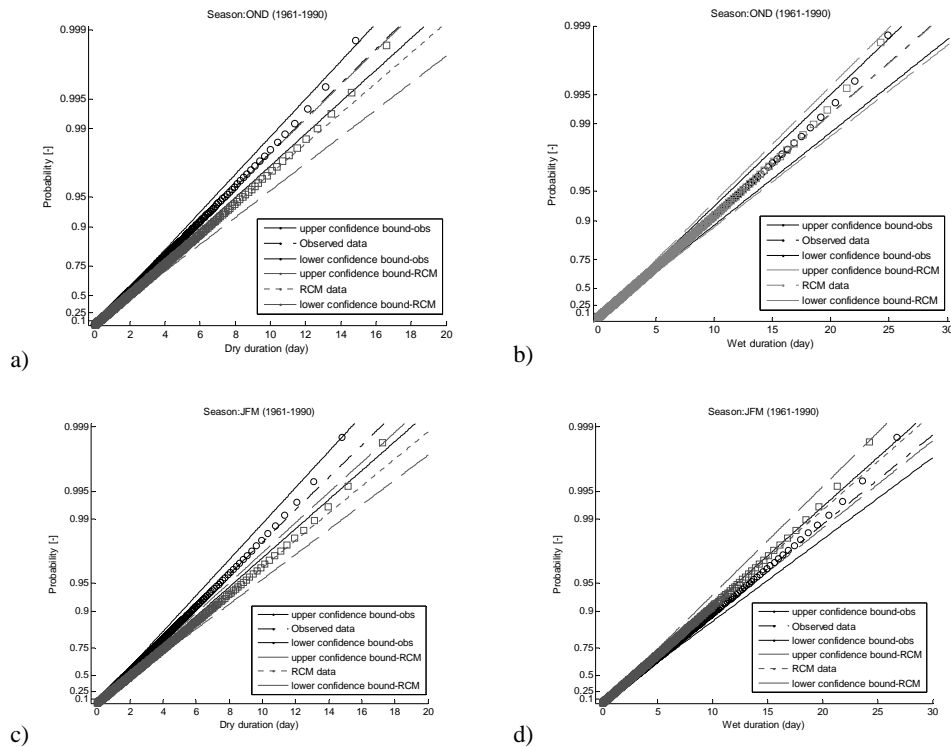 Season:OND (1961-1990)
0.999
0.995
0.99
0.95
0.9
0.75
0.5
0.25
0.1
Probability [-]
upper confidence bound-obs
Observed data
lower confidence bound-obs
upper confidence bound-RCM
RCM data
lower confidence bound-RCM
0 2 4 6 8 10 12 14 16 18 20
Dry duration (day)
a)
Season:OND (1961-1990)
0.999
0.995
0.99
0.95
0.9
0.75
0.5
0.25
0.1
Probability [-]
upper confidence bound-obs
Observed data
lower confidence bound-obs
upper confidence bound-RCM
RCM data
lower confidence bound-RCM
0 5 10 15 20 25 30
Wet duration (day)
b)
Season:JFM (1961-1990)
0.999
0.995
0.99
0.95
0.9
0.75
0.5
0.25
0.1
Probability [-]
upper confidence bound-obs
Observed data
lower confidence bound-obs
upper confidence bound-RCM
RCM data
lower confidence bound-RCM
0 2 4 6 8 10 12 14 16 18 20
Dry duration (day)
c)
Season:JFM (1961-1990)
0.999
0.995
0.99
0.95
0.9
0.75
0.5
0.25
0.1
Probability [-]
upper confidence bound-obs
Observed data
lower confidence bound-obs
upper confidence bound-RCM
RCM data
lower confidence bound-RCM
0 5 10 15 20 25 30
Wet duration (day)
d)